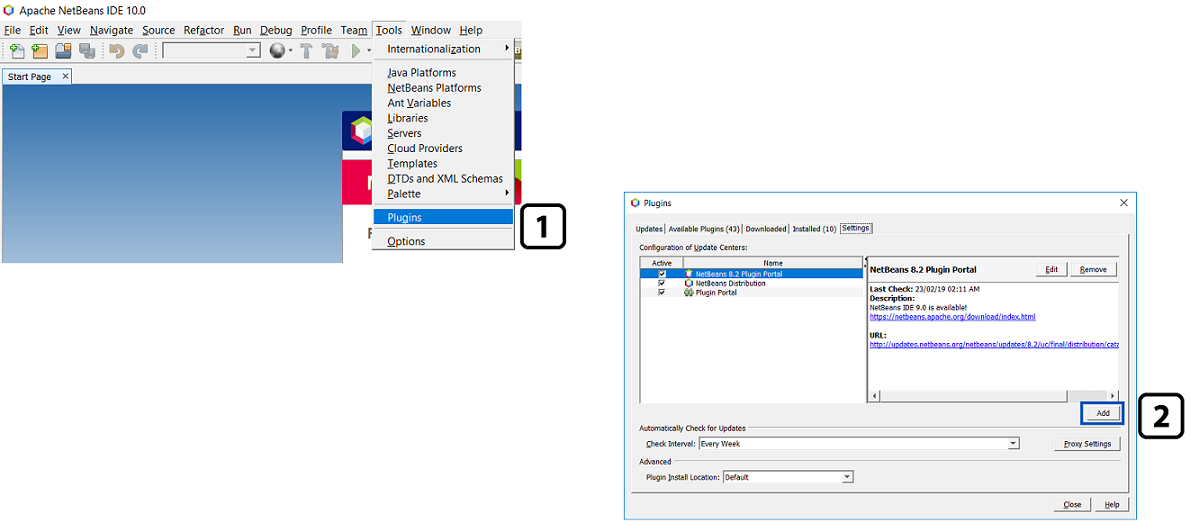 Apache NetBeans IDE 10.0
File Edit View Navigate Source Refactor Run Debug Profile Team Tools Window Help
Start Page
Internationalization
Java Platforms
NetBeans Platforms
Ant Variables
Libraries
Servers
Cloud Providers
Templates
DTDs and XML Schemas
Palette
Plugins
Options
1
Plugins
Updates Available Plugins (43) Downloaded Installed (10) Settings
Configuration of Update Centers:
Active Name
NetBeans 8.2 Plugin Portal
NetBeans Distribution
Plugin Portal
NetBeans 8.2 Plugin Portal Edit Remove
Last Check: 23/02/19 02:11 AM
Description:
NetBeans IDE 9.0 is available!
https://netbeans.apache.org/download/index.html
URL:
http://updates.netbeans.org/netbeans/updates/8.2/uc/final/distribution/cata
Add
2
Automatically Check for Updates
Check Interval: Every Week Proxy Settings
Advanced
Plugin Install Location: Default
Close Help